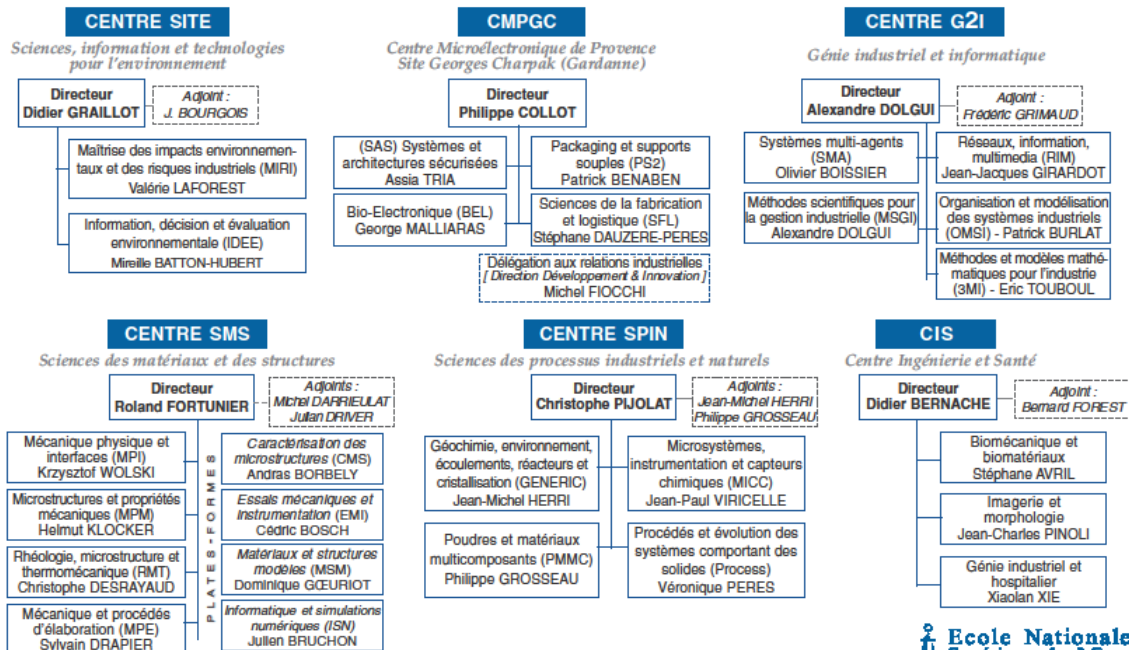 CENTRE SITE
Sciences, information et technologies
pour l'environnement
Directeur
Didier GRAILLOT
Adjoint :
J. BOURGOIS
Maîtrise des impacts environnemen-
taux et des risques industriels (MIRI)
Valérie LAFOREST
Information, décision et évaluation
environnementale (IDEE)
Mireille BATTON-HUBERT
CMPGC
Centre Microélectronique de Provence
Site Georges Charpak (Gardanne)
Directeur
Philippe COLLOT
(SAS) Systèmes et
architectures sécurisées
Assia TRIA
Packaging et supports
souples (PS2)
Patrick BENABEN
Bio-Electronique (BEL)
George MALLIARAS
Sciences de la fabrication
et logistique (SFL)
Stéphane DAUZERE-PERES
Délégation aux relations industrielles
[ Direction Développement & Innovation ]
Michel FIOCCHI
CENTRE G2I
Génie industriel et informatique
Directeur
Alexandre DOLGUI
Adjoint :
Frédéric GRIMAUD
Systèmes multi-agents
(SMA)
Olivier BOISSIER
Réseaux, information,
multimedia (RIM)
Jean-Jacques GIRARDOT
Méthodes scientifiques pour
la gestion industrielle (MSGI)
Alexandre DOLGUI
Organisation et modélisation
des systèmes industriels
(OMSI) - Patrick BURLAT
Méthodes et modèles mathé-
matiques pour l'industrie
(3MI) - Eric TOUBOUL
CENTRE SMS
Sciences des matériaux et des structures
Directeur
Roland FORTUNIER
Adjoints :
Michel DARRIEULAT
Julian DRIVER
Mécanique physique et
interfaces (MPI)
Krzysztof WOLSKI
Microstructures et propriétés
mécaniques (MPM)
Helmut KLOCKER
Rhéologie, microstructure et
thermomécanique (RMT)
Christophe DESRAYAUD
Mécanique et procédés
d'élaboration (MPE)
Sylvain DRAPIER
PLATES-FORMES
Caractérisation des
microstructures (CMS)
Andras BORBELY
Essais mécaniques et
Instrumentation (EMI)
Cédric BOSCH
Matériaux et structures
modèles (MSM)
Dominique GŒURIOT
Informatique et simulations
numériques (ISN)
Julien BRUCHON
CENTRE SPIN
Sciences des processus industriels et naturels
Directeur
Christophe PIJOLAT
Adjoints :
Jean-Michel HERRI
Philippe GROSSEAU
Géochimie, environnement,
écoulements, réacteurs et
cristallisation (GENERIC)
Jean-Michel HERRI
Microsystèmes,
instrumentation et capteurs
chimiques (MICC)
Jean-Paul VIRICELLE
Poudres et matériaux
multicomposants (PMMC)
Philippe GROSSEAU
Procédés et évolution des
systèmes comportant des
solides (Process)
Véronique PERES
CIS
Centre Ingénierie et Santé
Directeur
Didier BERNACHE
Adjoint :
Bernard FOREST
Biomécanique et
biomatériaux
Stéphane AVRIL
Imagerie et
morphologie
Jean-Charles PINOLI
Génie industriel et
hospitalier
Xiaolan XIE
Ecole Nationale